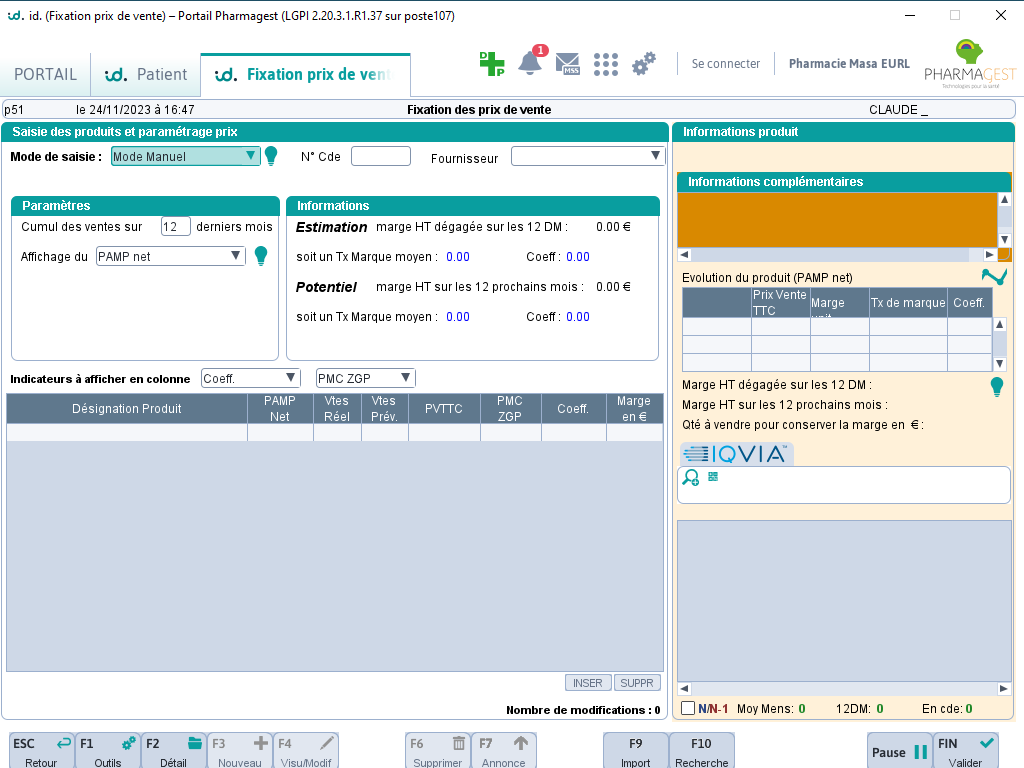 id. (Fixation prix de vente) – Portail Pharmagest (LGPI 2.20.3.1.R1.37 sur poste107)
PORTAIL
id. Patient
id. Fixation prix de vent
D P
1
MSS
Se connecter
Pharmacie Masa EURL
PHARMAGEST
Technologies pour la santé
p51 le 24/11/2023 à 16:47 Fixation des prix de vente CLAUDE _
Saisie des produits et paramétrage prix
Mode de saisie : Mode Manuel N° Cde Fournisseur
Paramètres
Cumul des ventes sur 12 derniers mois
Affichage du PAMP net
Informations
Estimation marge HT dégagée sur les 12 DM : 0.00 €
soit un Tx Marque moyen : 0.00 Coeff : 0.00
Potentiel marge HT sur les 12 prochains mois : 0.00 €
soit un Tx Marque moyen : 0.00 Coeff : 0.00
Indicateurs à afficher en colonne Coeff. PMC ZGP
Désignation Produit
PAMP Net
Vtes Réel
Vtes Prév.
PVTTC
PMC ZGP
Coeff.
Marge en €
INSER SUPPR
Nombre de modifications : 0
Informations produit
Informations complémentaires
Evolution du produit (PAMP net)
Prix Vente TTC
Marge unit
Tx de marque
Coeff.
Marge HT dégagée sur les 12 DM :
Marge HT sur les 12 prochains mois :
Qté à vendre pour conserver la marge en € :
IQVIA™
N/N-1 Moy Mens: 0 12DM: 0 En cde: 0
ESC Retour
F1 Outils
F2 Détail
F3 Nouveau
F4 Visu/Modif
F6 Supprimer
F7 Annonce
F9 Import
F10 Recherche
Pause
FIN Valider